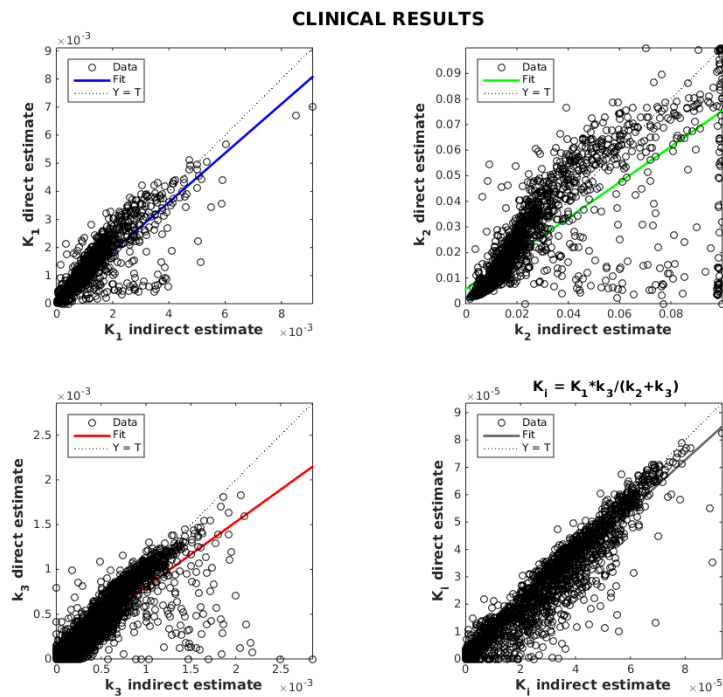 CLINICAL RESULTS
×10⁻³
9
8
7
6
5
4
3
2
1
0
K₁ direct estimate
Data
Fit
Y = T
0 2 4 6 8
K₁ indirect estimate
×10⁻³
0.09
0.08
0.07
0.06
0.05
0.04
0.03
0.02
0.01
0
k₂ direct estimate
Data
Fit
Y = T
0 0.02 0.04 0.06 0.08
k₂ indirect estimate
×10⁻³
2.5
2
1.5
1
0.5
0
k₃ direct estimate
Data
Fit
Y = T
0 0.5 1 1.5 2 2.5
k₃ indirect estimate
×10⁻³
Kᵢ = K₁*k₃/(k₂+k₃)
×10⁻⁵
9
8
7
6
5
4
3
2
1
0
Kᵢ direct estimate
Data
Fit
Y = T
0 2 4 6 8
Kᵢ indirect estimate
×10⁻⁵